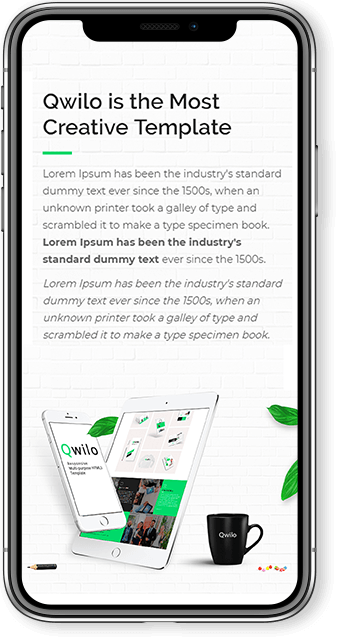 Qwilo is the Most
Creative Template
Lorem Ipsum has been the industry's standard
dummy text ever since the 1500s, when an
unknown printer took a galley of type and
scrambled it to make a type specimen book.
Lorem Ipsum has been the industry's
standard dummy text ever since the 1500s.
Lorem Ipsum has been the industry's standard
dummy text ever since the 1500s, when an
unknown printer took a galley of type and
scrambled it to make a type specimen book.
Qwilo
Responsive
Multi-purpose HTML5
Template
Qwilo